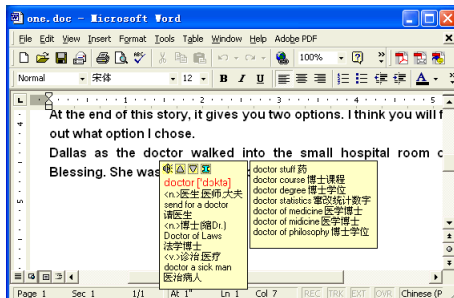 one.doc - Microsoft Word
File Edit View Insert Format Tools Table Window Help Adobe PDF
100%
Normal 宋体 12 B I U A
1 2 3 4 5
At the end of this story, it gives you two options. I think you will f
out what option I chose.
Dallas as the doctor walked into the small hospital room o
Blessing. She was
doctor ['dɔktə]
<n.>医生,医师,大夫
send for a doctor
请医生
<n.>博士(略Dr.)
Doctor of Laws
法学博士
<v.>诊治,医疗
doctor a sick man
医治病人
doctor stuff 药
doctor course 博士课程
doctor degree 博士学位
doctor statistics 窜改统计数字
doctor of medicine 医学博士
doctor of midicine 医学博士
doctor of philosophy 博士学位
Page 1 Sec 1 1/1 At 1" Ln 1 Col 7 REC TRK EXT OVR Chinese (P